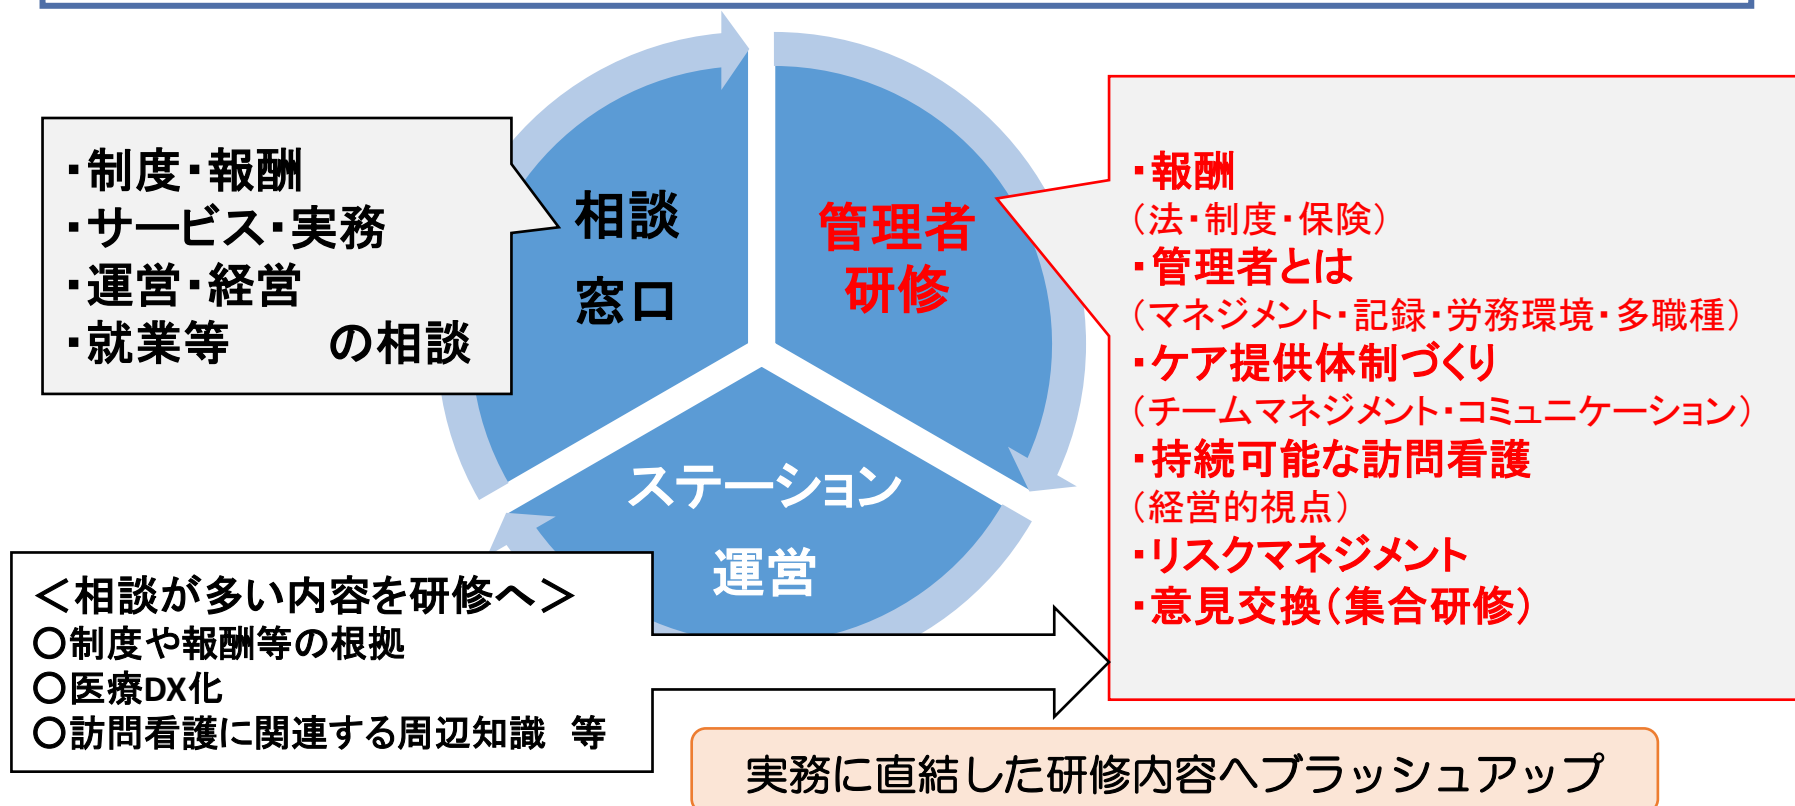 ・制度・報酬
・サービス・実務
・運営・経営
・就業等　　の相談
相談
窓口
管理者
研修
ステーション
運営
・報酬
（法・制度・保険）
・管理者とは
（マネジメント・記録・労務環境・多職種）
・ケア提供体制づくり
（チームマネジメント・コミュニケーション）
・持続可能な訪問看護
（経営的視点）
・リスクマネジメント
・意見交換（集合研修）
＜相談が多い内容を研修へ＞
〇制度や報酬等の根拠
〇医療DX化
〇訪問看護に関連する周辺知識　等
実務に直結した研修内容へブラッシュアップ